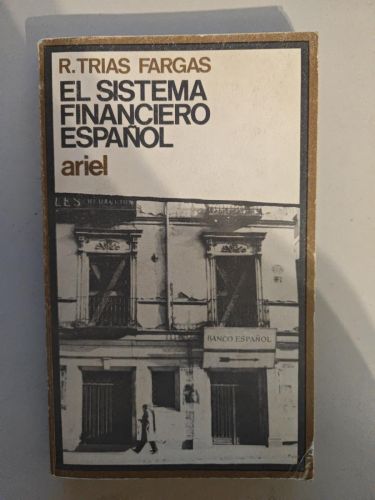 R. TRIAS FARGAS
EL SISTEMA
FINANCIERO
ESPAÑOL
ariel
BANCO ESPAÑOL